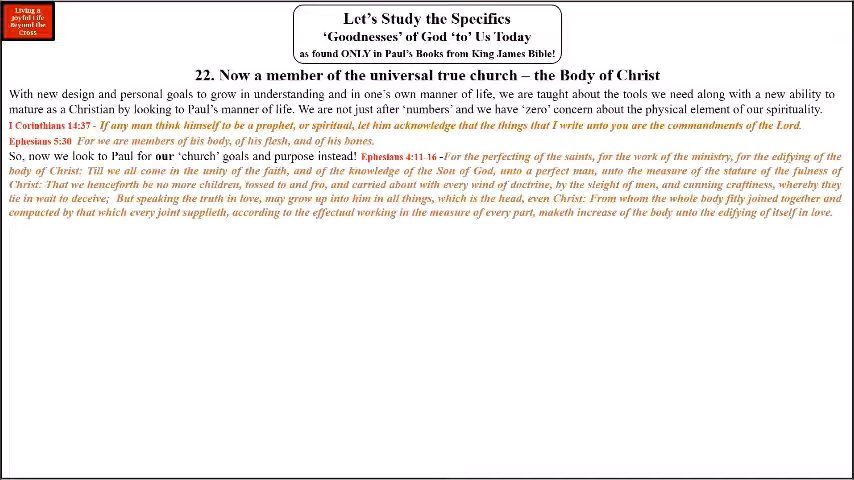 Living a
Joyful Life
Beyond the
Cross
Let's Study the Specifics
'Goodnesses' of God 'to' Us Today
as found ONLY in Paul's Books from King James Bible!
22. Now a member of the universal true church – the Body of Christ
With new design and personal goals to grow in understanding and in one's own manner of life, we are taught about the tools we need along with a new ability to
mature as a Christian by looking to Paul's manner of life. We are not just after 'numbers' and we have 'zero' concern about the physical element of our spirituality.
I Corinthians 14:37 - If any man think himself to be a prophet, or spiritual, let him acknowledge that the things that I write unto you are the commandments of the Lord.
Ephesians 5:30 For we are members of his body, of his flesh, and of his bones.
So, now we look to Paul for our 'church' goals and purpose instead! Ephesians 4:11-16 -For the perfecting of the saints, for the work of the ministry, for the edifying of the
body of Christ: Till we all come in the unity of the faith, and of the knowledge of the Son of God, unto a perfect man, unto the measure of the stature of the fulness of
Christ: That we henceforth be no more children, tossed to and fro, and carried about with every wind of doctrine, by the sleight of men, and cunning craftiness, whereby they
lie in wait to deceive; But speaking the truth in love, may grow up into him in all things, which is the head, even Christ: From whom the whole body fitly joined together and
compacted by that which every joint supplieth, according to the effectual working in the measure of every part, maketh increase of the body unto the edifying of itself in love.